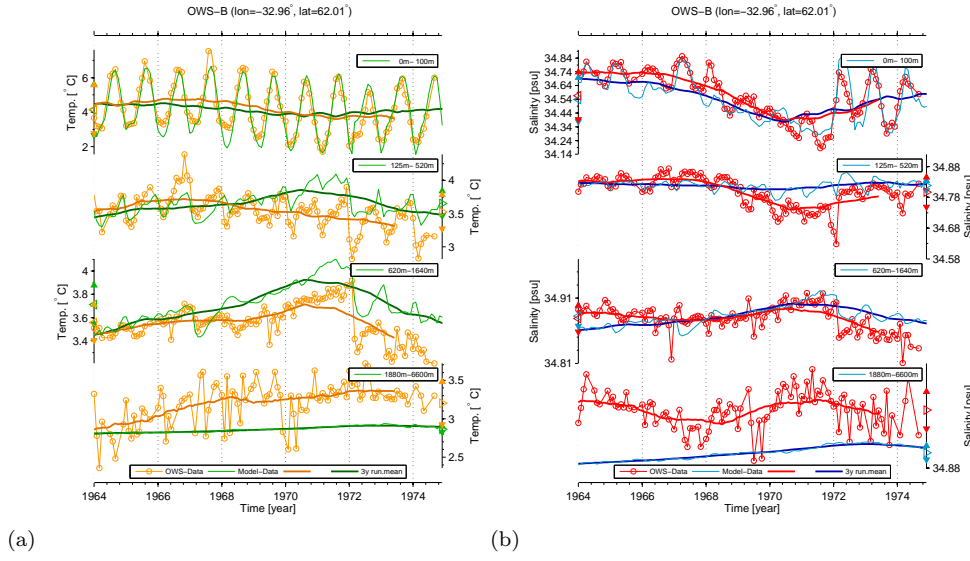 OWS−B (lon=−32.96°, lat=62.01°)
0m− 100m
Temp. [° C]
6
4
2
125m− 520m
Temp. [° C]
4
3.5
3
620m−1640m
Temp. [° C]
3.8
3.6
3.4
1880m−6600m
Temp. [° C]
3.5
3
2.5
OWS−Data Model−Data 3y run.mean
1964 1966 1968 1970 1972 1974
Time [year]
(a)
OWS−B (lon=−32.96°, lat=62.01°)
0m− 100m
Salinity [psu]
34.84
34.74
34.64
34.54
34.44
34.34
34.24
34.14
125m− 520m
Salinity [psu]
34.88
34.78
34.68
34.58
620m−1640m
Salinity [psu]
34.91
34.81
1880m−6600m
Salinity [psu]
34.88
OWS−Data Model−Data 3y run.mean
1964 1966 1968 1970 1972 1974
Time [year]
(b)